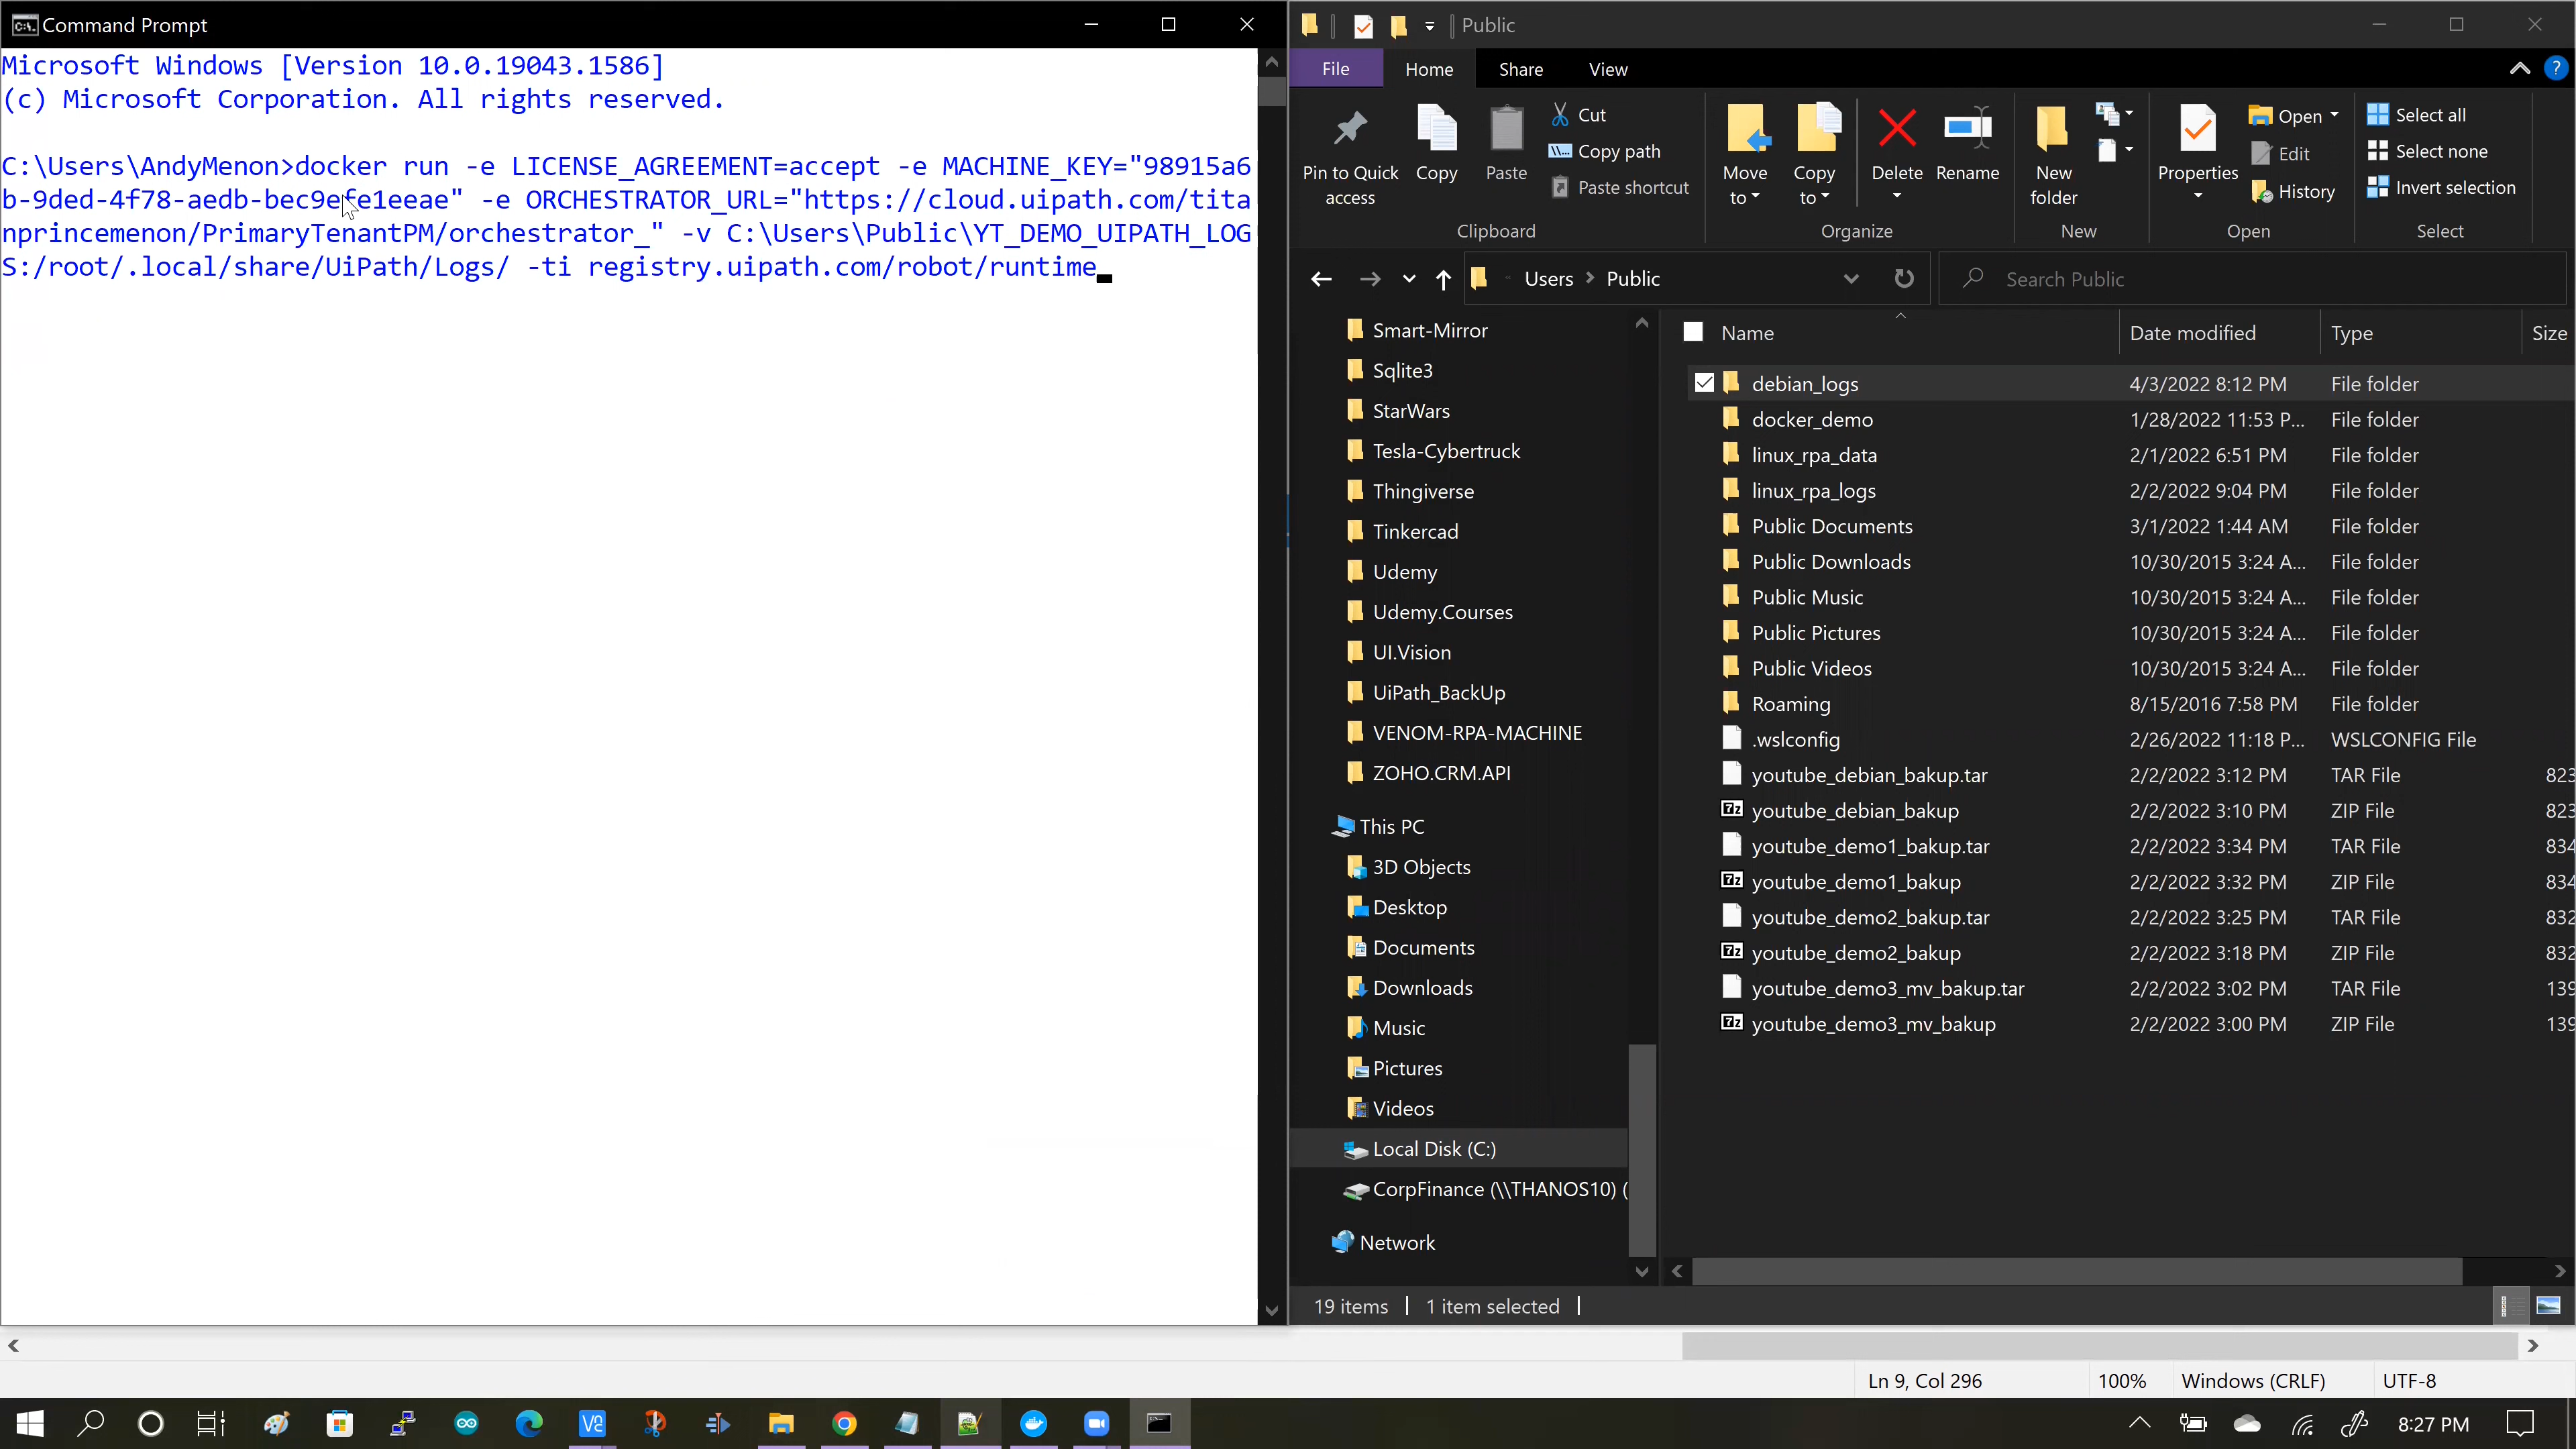 Command Prompt
Microsoft Windows [Version 10.0.19043.1586]
(c) Microsoft Corporation. All rights reserved.
C:\Users\AndyMenon>docker run -e LICENSE_AGREEMENT=accept -e MACHINE_KEY="98915a6
b-9ded-4f78-aedb-bec9efe1eeae" -e ORCHESTRATOR_URL="https://cloud.uipath.com/tita
nprincemenon/PrimaryTenantPM/orchestrator_" -v C:\Users\Public\YT_DEMO_UIPATH_LOG
S:/root/.local/share/UiPath/Logs/ -ti registry.uipath.com/robot/runtime
Public
File Home Share View
Pin to Quick access
Copy
Paste
Cut
Copy path
Paste shortcut
Clipboard
Move to
Copy to
Delete
Rename
Organize
New folder
New
Properties
Open
Edit
History
Open
Select all
Select none
Invert selection
Select
Users > Public
Search Public
Smart-Mirror
Sqlite3
StarWars
Tesla-Cybertruck
Thingiverse
Tinkercad
Udemy
Udemy.Courses
UI.Vision
UiPath_BackUp
VENOM-RPA-MACHINE
ZOHO.CRM.API
This PC
3D Objects
Desktop
Documents
Downloads
Music
Pictures
Videos
Local Disk (C:)
CorpFinance (\\THANOS10) (
Network
Name Date modified Type Size
debian_logs 4/3/2022 8:12 PM File folder
docker_demo 1/28/2022 11:53 P... File folder
linux_rpa_data 2/1/2022 6:51 PM File folder
linux_rpa_logs 2/2/2022 9:04 PM File folder
Public Documents 3/1/2022 1:44 AM File folder
Public Downloads 10/30/2015 3:24 A... File folder
Public Music 10/30/2015 3:24 A... File folder
Public Pictures 10/30/2015 3:24 A... File folder
Public Videos 10/30/2015 3:24 A... File folder
Roaming 8/15/2016 7:58 PM File folder
.wslconfig 2/26/2022 11:18 P... WSLCONFIG File
youtube_debian_bakup.tar 2/2/2022 3:12 PM TAR File 823
youtube_debian_bakup 2/2/2022 3:10 PM ZIP File 823
youtube_demo1_bakup.tar 2/2/2022 3:34 PM TAR File 834
youtube_demo1_bakup 2/2/2022 3:32 PM ZIP File 834
youtube_demo2_bakup.tar 2/2/2022 3:25 PM TAR File 832
youtube_demo2_bakup 2/2/2022 3:18 PM ZIP File 832
youtube_demo3_mv_bakup.tar 2/2/2022 3:02 PM TAR File 139
youtube_demo3_mv_bakup 2/2/2022 3:00 PM ZIP File 139
19 items 1 item selected
Ln 9, Col 296 100% Windows (CRLF) UTF-8
8:27 PM